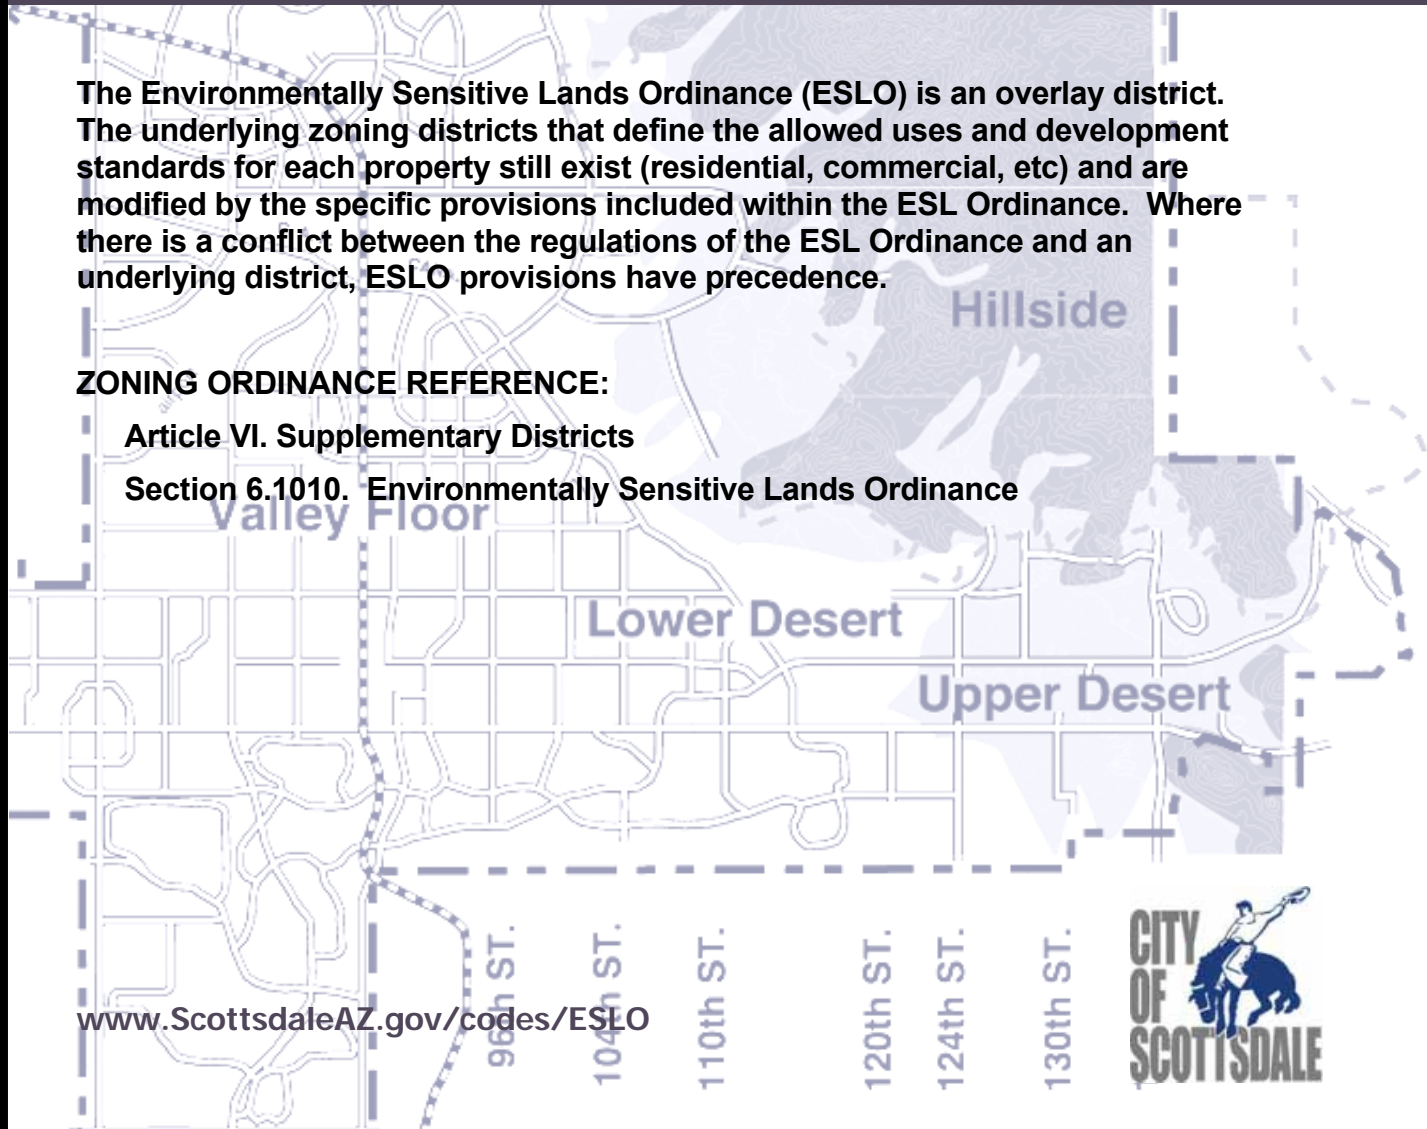 The Environmentally Sensitive Lands Ordinance (ESLO) is an overlay district.
The underlying zoning districts that define the allowed uses and development
standards for each property still exist (residential, commercial, etc) and are
modified by the specific provisions included within the ESL Ordinance. Where
there is a conflict between the regulations of the ESL Ordinance and an
underlying district, ESLO provisions have precedence.
Hillside
ZONING ORDINANCE REFERENCE:
Article VI. Supplementary Districts
Section 6.1010. Environmentally Sensitive Lands Ordinance
Valley Floor
Lower Desert
Upper Desert
96th ST.
104th ST.
110th ST.
120th ST.
124th ST.
130th ST.
www.ScottsdaleAZ.gov/codes/ESLO
CITY
OF
SCOTTSDALE